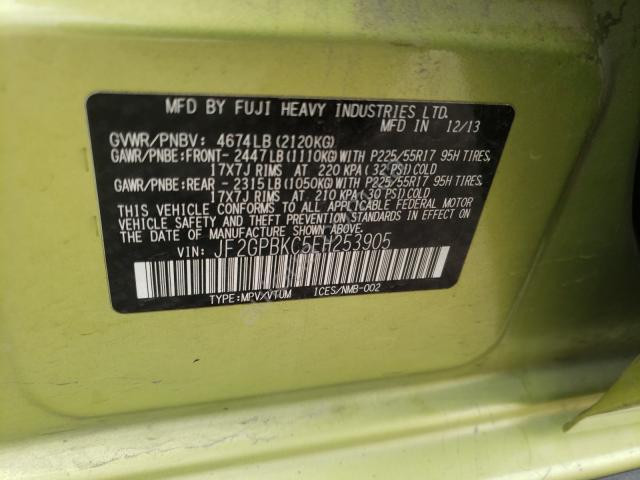 MFD BY FUJI HEAVY INDUSTRIES LTD.
MFD IN 12/13
GVWR/PNBV: 4674LB(2120KG)
GAWR/PNBE:FRONT- 2447LB(1110KG)WITH P225/55R17 95H TIRES,
17X7J RIMS AT 220 KPA(32 PSI)COLD
GAWR/PNBE:REAR - 2315LB(1050KG)WITH P225/55R17 95H TIRES,
17X7J RIMS AT 210 KPA(30 PSI)COLD
THIS VEHICLE CONFORMS TO ALL APPLICABLE FEDERAL MOTOR
VEHICLE SAFETY AND THEFT PREVENTION STANDARDS IN EFFECT ON
THE DATE OF MANUFACTURE SHOWN ABOVE.
VIN: JF2GPBKC5EH253905
TYPE:MPV/VTUM ICES/NMB-002